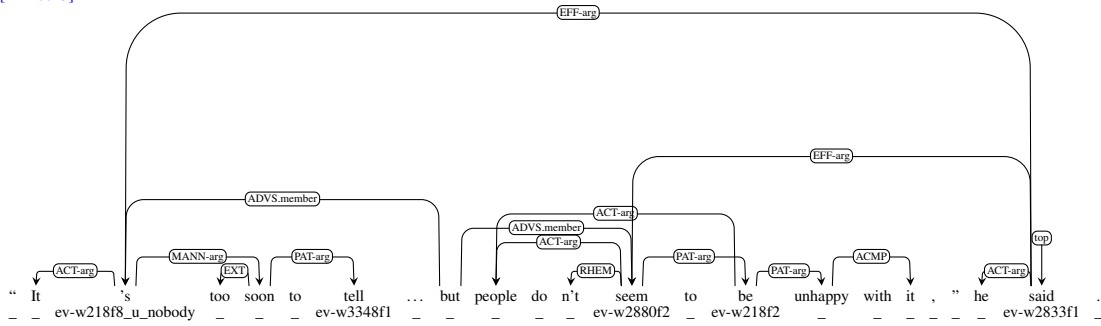 EFF-arg
EFF-arg
ADVS.member
ACT-arg
ADVS.member
top
ACT-arg
MANN-arg PAT-arg PAT-arg ACMP
ACT-arg EXT RHEM PAT-arg ACT-arg
“ It 's too soon to tell … but people do n't seem to be unhappy with it , ” he said .
_ _ ev-w218f8_u_nobody _ _ _ ev-w3348f1 _ _ _ _ _ ev-w2880f2 _ ev-w218f2 _ _ _ _ _ _ ev-w2833f1 _